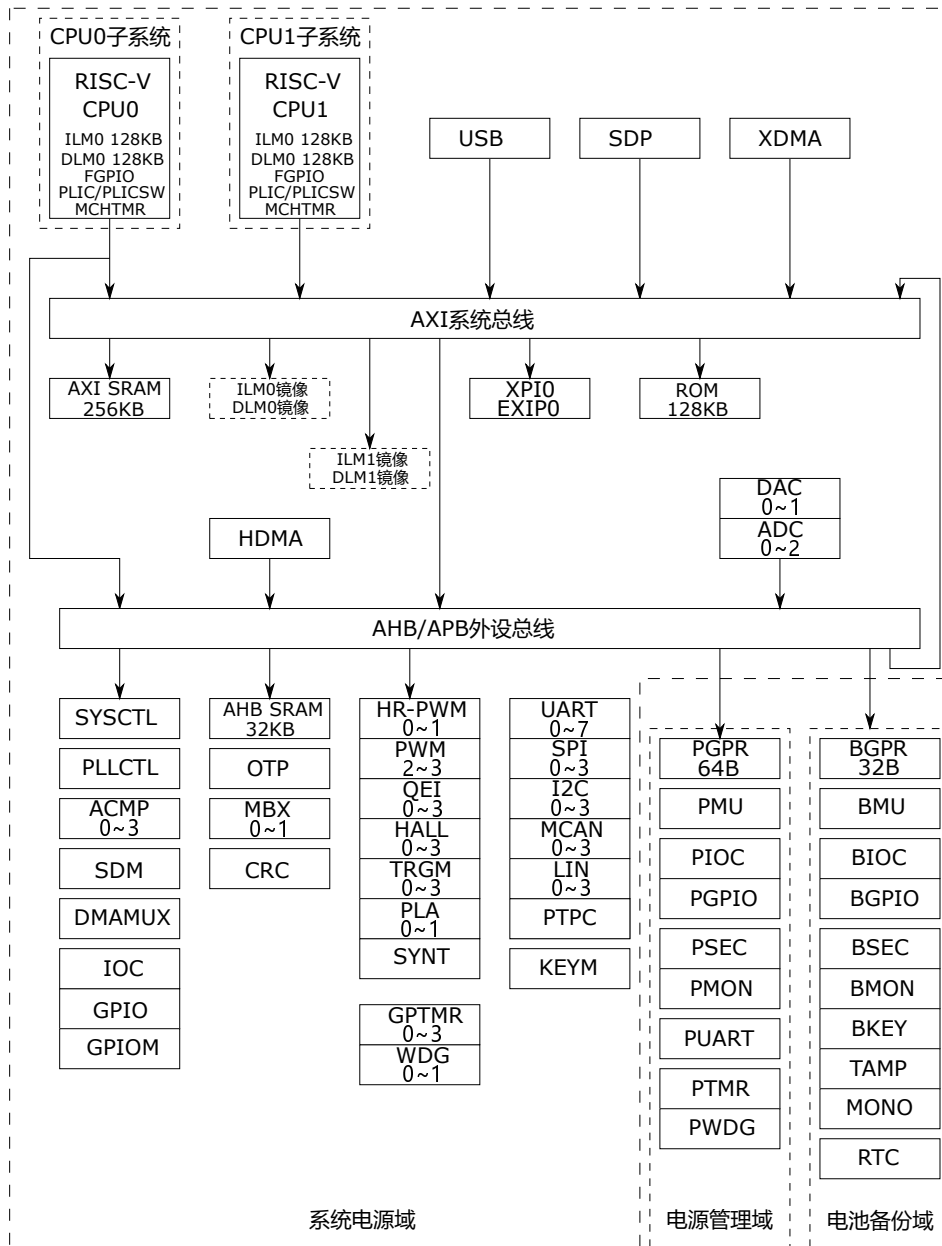 CPU0子系统
RISC-V
CPU0
ILM0 128KB
DLM0 128KB
FGPIO
PLIC/PLICSW
MCHTMR
CPU1子系统
RISC-V
CPU1
ILM0 128KB
DLM0 128KB
FGPIO
PLIC/PLICSW
MCHTMR
USB
SDP
XDMA
AXI系统总线
AXI SRAM
256KB
ILM0镜像
DLM0镜像
ILM1镜像
DLM1镜像
XPI0
EXIP0
ROM
128KB
HDMA
DAC
0~1
ADC
0~2
AHB/APB外设总线
SYSCTL
PLLCTL
ACMP
0~3
SDM
DMAMUX
IOC
GPIO
GPIOM
AHB SRAM
32KB
OTP
MBX
0~1
CRC
HR-PWM
0~1
PWM
2~3
QEI
0~3
HALL
0~3
TRGM
0~3
PLA
0~1
SYNT
GPTMR
0~3
WDG
0~1
UART
0~7
SPI
0~3
I2C
0~3
MCAN
0~3
LIN
0~3
PTPC
KEYM
PGPR
64B
PMU
PIOC
PGPIO
PSEC
PMON
PUART
PTMR
PWDG
BGPR
32B
BMU
BIOC
BGPIO
BSEC
BMON
BKEY
TAMP
MONO
RTC
系统电源域
电源管理域
电池备份域